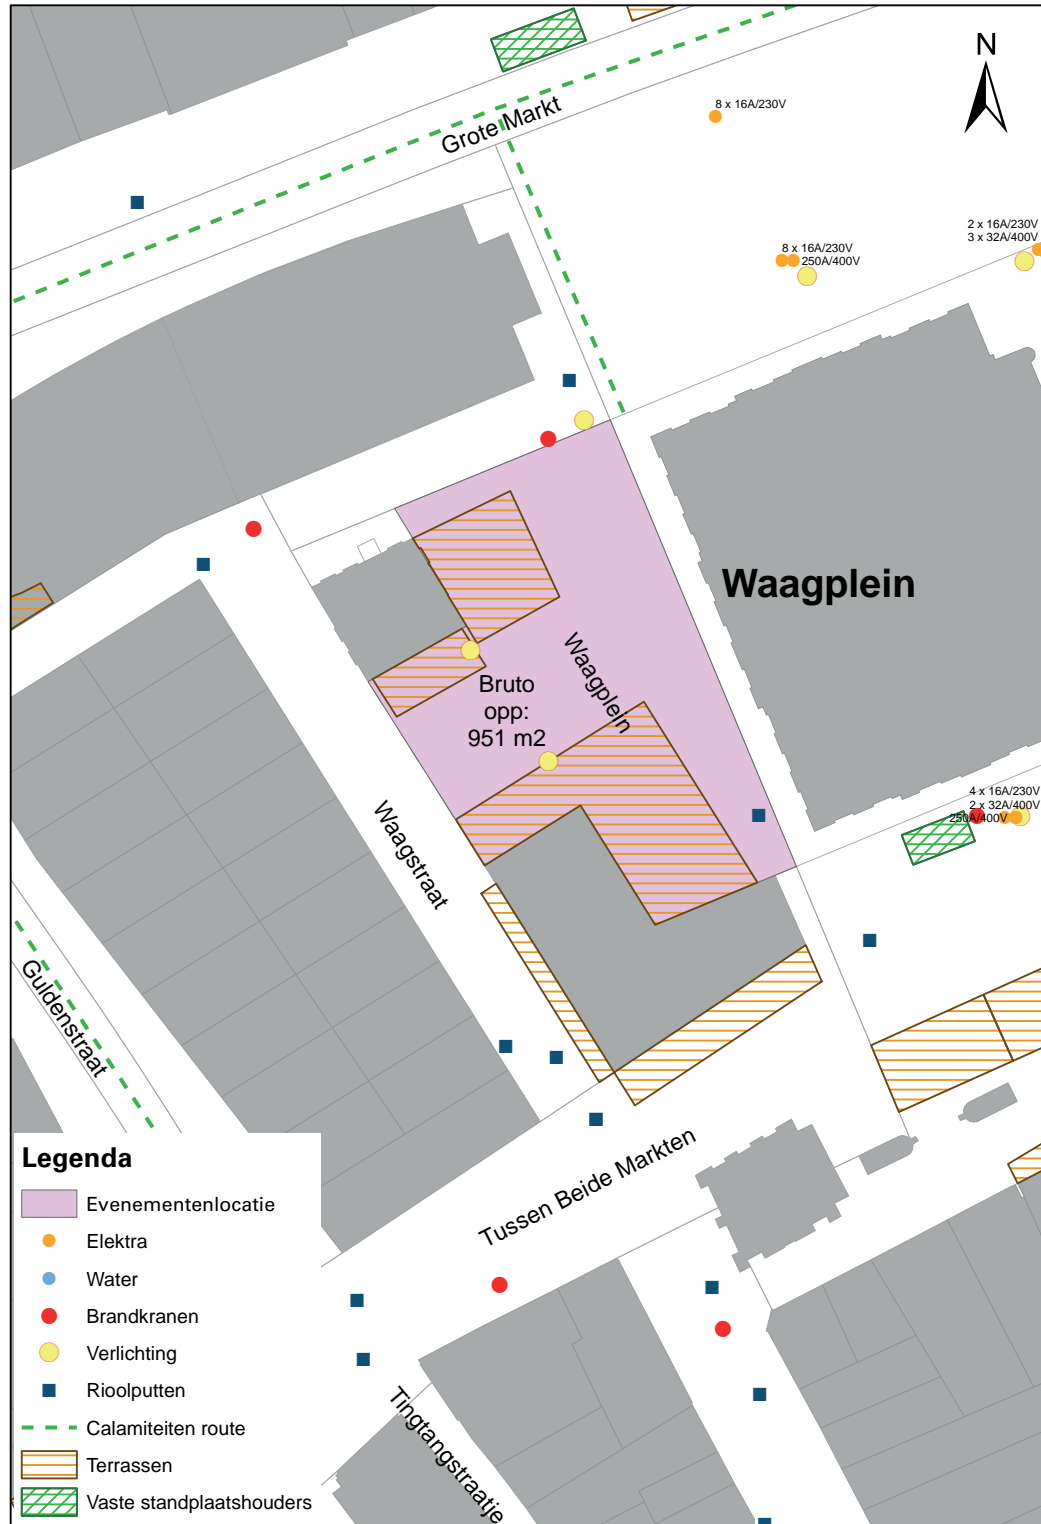 N
8 x 16A/230V
Grote Markt
2 x 16A/230V
3 x 32A/400V
8 x 16A/230V
250A/400V
Waagplein
Waagplein
Bruto
opp:
951 m2
4 x 16A/230V
2 x 32A/400V
250A/400V
Waagstraat
Guldenstraat
Tussen Beide Markten
Tingtangstraatje
Legenda
Evenementenlocatie
Elektra
Water
Brandkranen
Verlichting
Rioolputten
Calamiteiten route
Terrassen
Vaste standplaatshouders